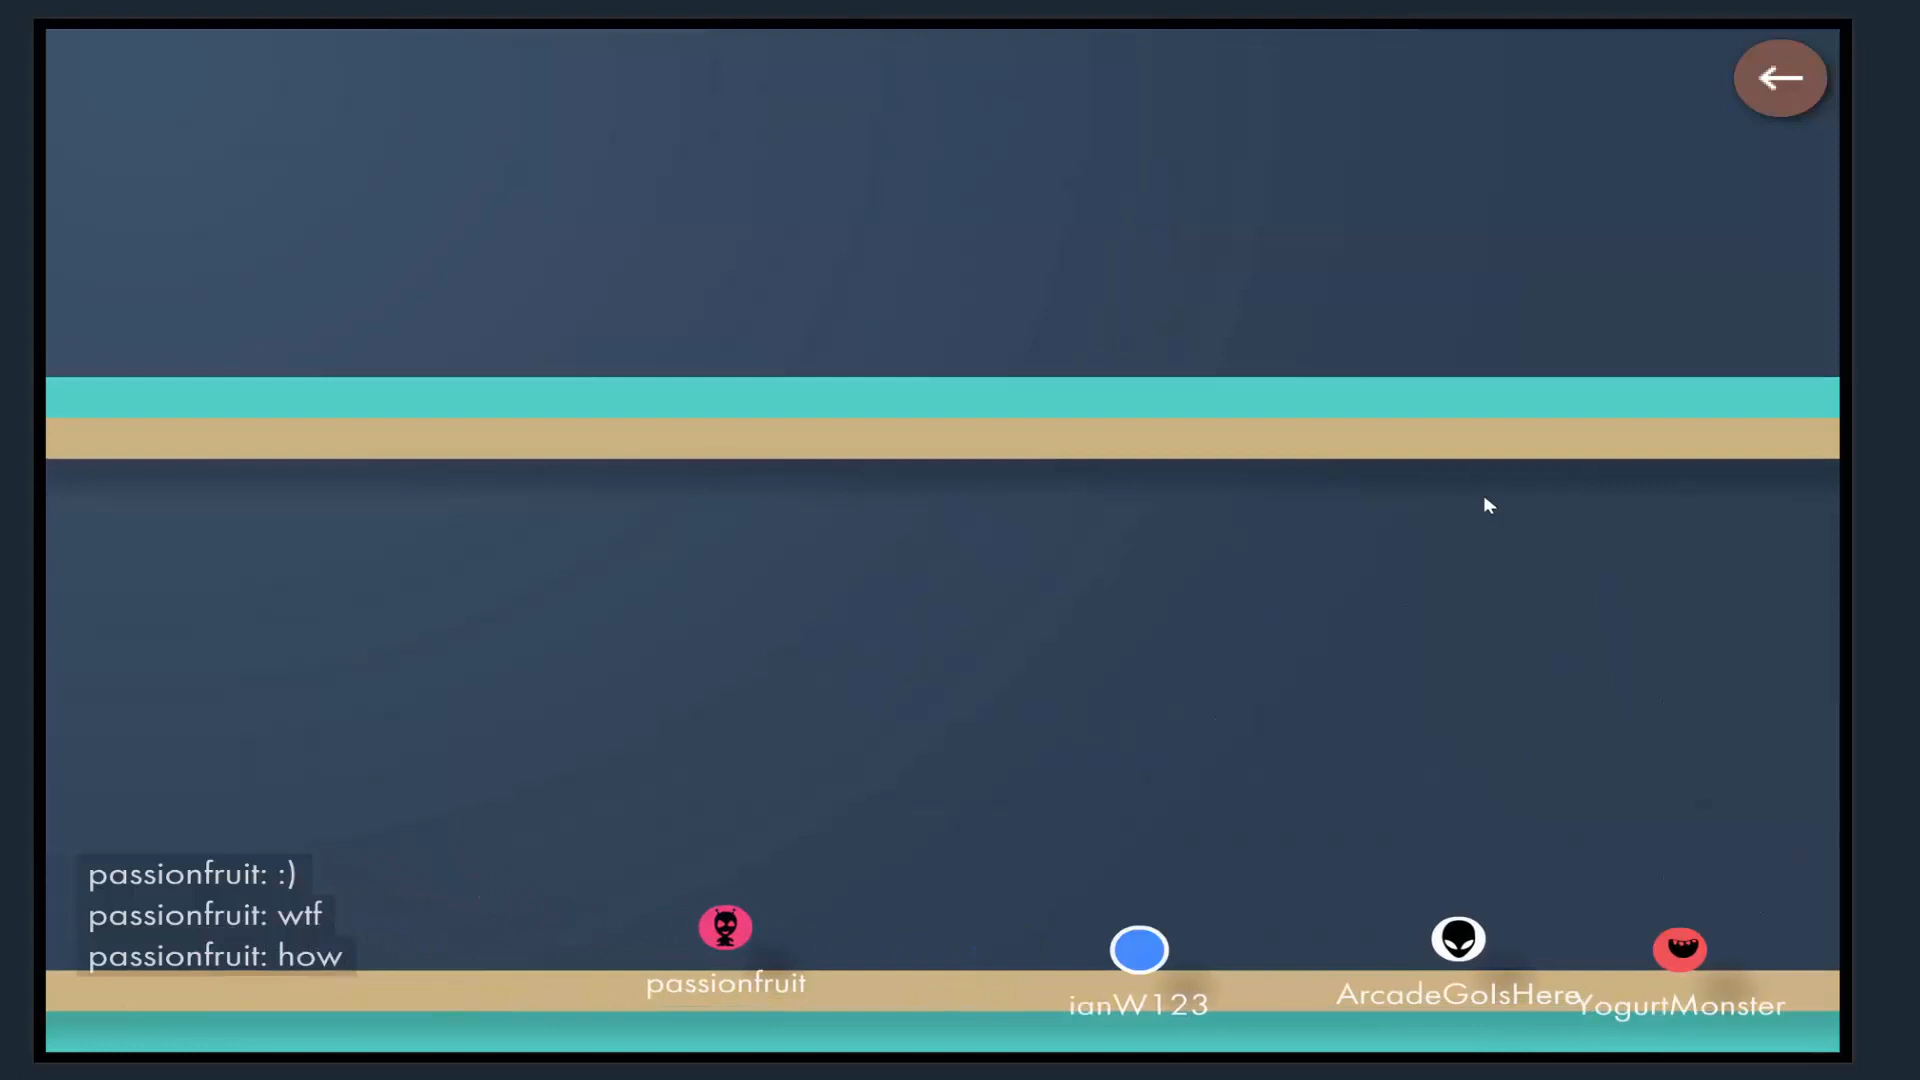 passionfruit: :)
passionfruit: wtf
passionfruit: how
passionfruit
ianW123
ArcadeGoIsHere
YogurtMonster